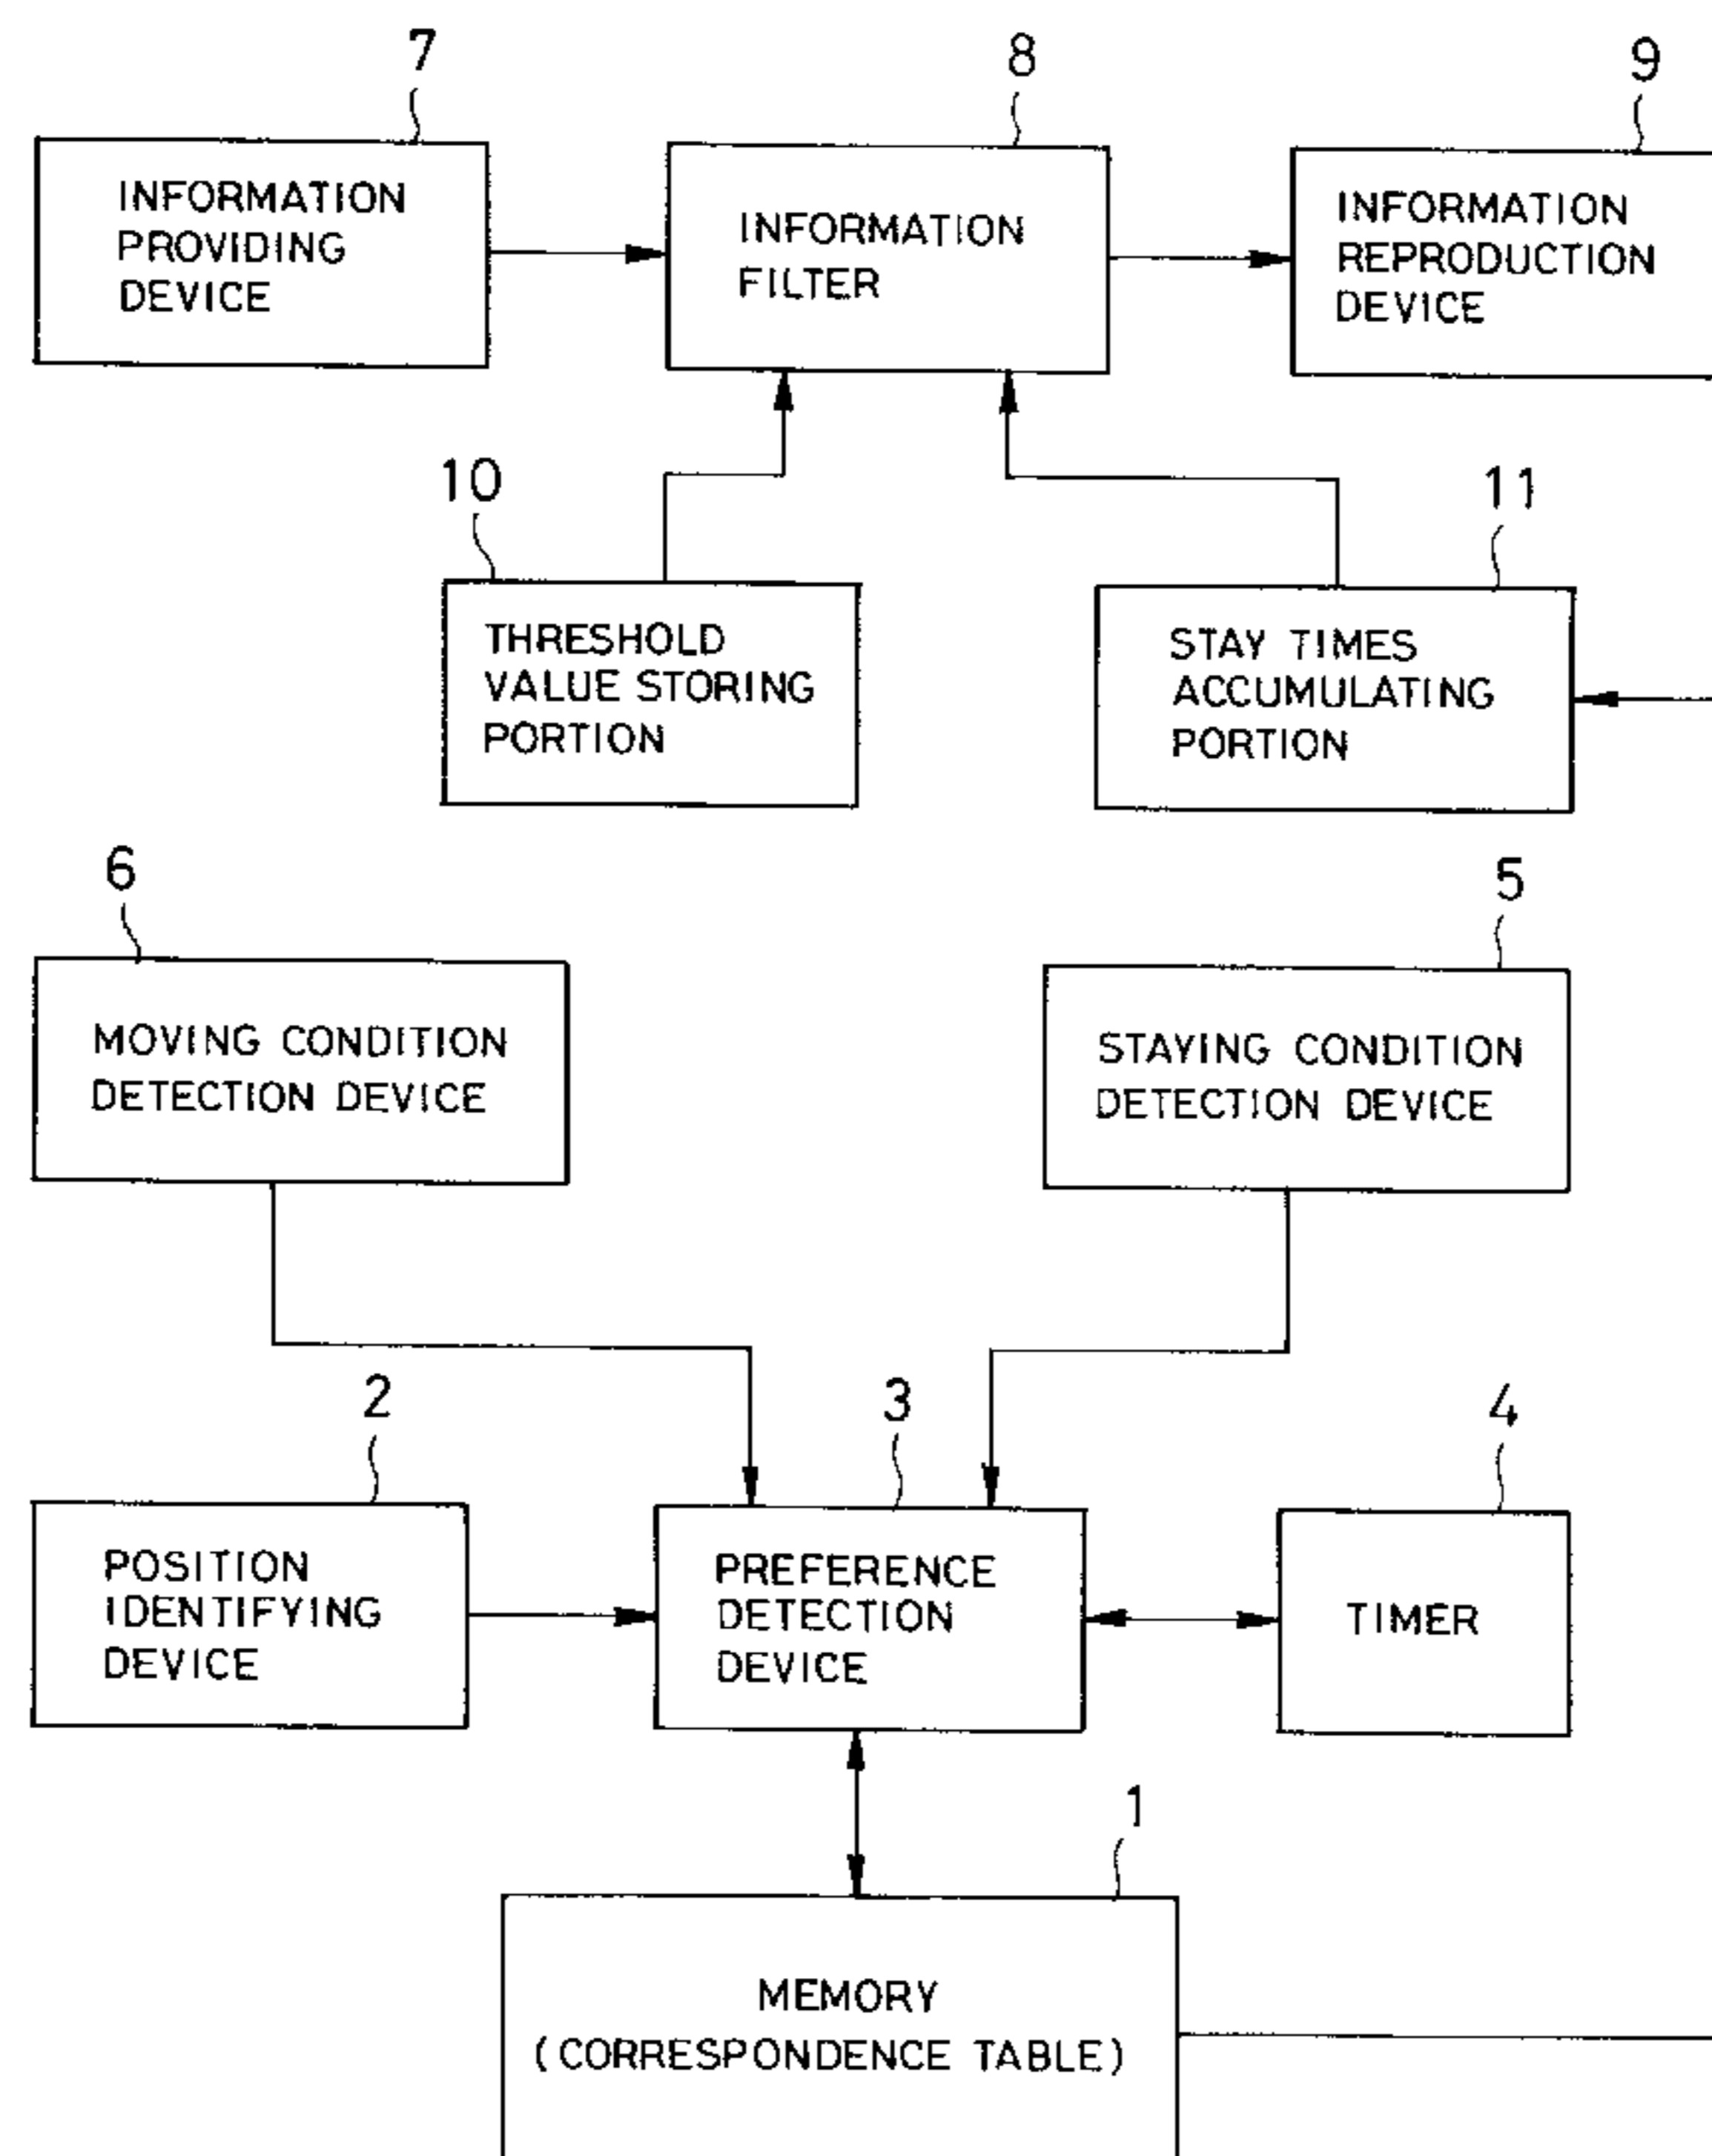 7
8
9
INFORMATION
PROVIDING
DEVICE
INFORMATION
FILTER
INFORMATION
REPRODUCTION
DEVICE
10
11
THRESHOLD
VALUE STORING
PORTION
STAY TIMES
ACCUMULATING
PORTION
6
5
MOVING CONDITION
DETECTION DEVICE
STAYING CONDITION
DETECTION DEVICE
2
3
4
POSITION
IDENTIFYING
DEVICE
PREFERENCE
DETECTION
DEVICE
TIMER
1
MEMORY
(CORRESPONDENCE TABLE)